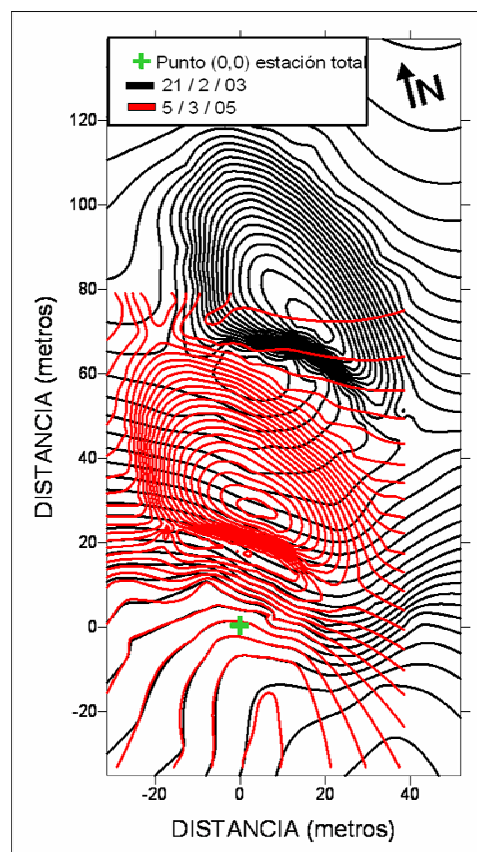 Punto (0,0) estación total
21 / 2 / 03
5 / 3 / 05
N
120
100
80
60
40
20
0
-20
DISTANCIA (metros)
-20
0
20
40
DISTANCIA (metros)